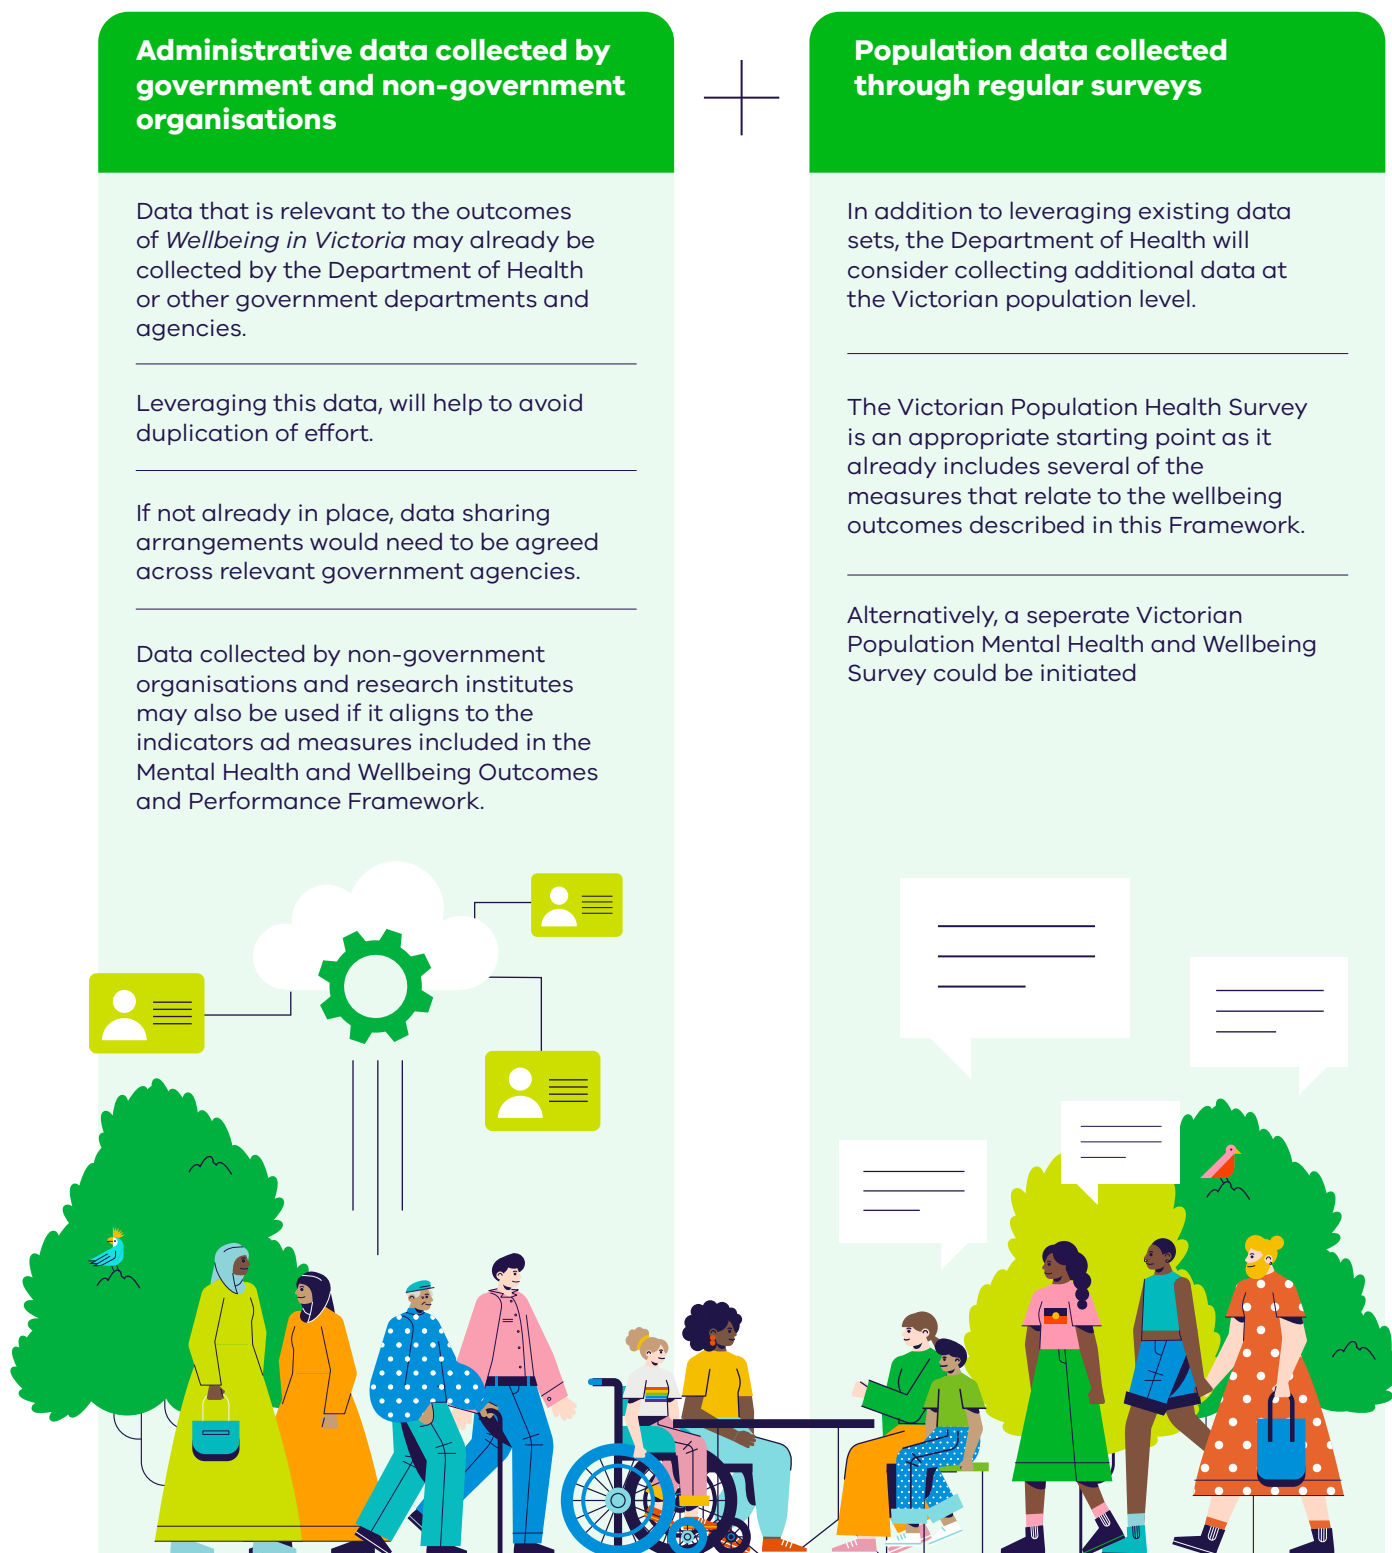 Administrative data collected by
government and non-government
organisations
Data that is relevant to the outcomes
of Wellbeing in Victoria may already be
collected by the Department of Health
or other government departments and
agencies.
Leveraging this data, will help to avoid
duplication of effort.
If not already in place, data sharing
arrangements would need to be agreed
across relevant government agencies.
Data collected by non-government
organisations and research institutes
may also be used if it aligns to the
indicators ad measures included in the
Mental Health and Wellbeing Outcomes
and Performance Framework.
Population data collected
through regular surveys
In addition to leveraging existing data
sets, the Department of Health will
consider collecting additional data at
the Victorian population level.
The Victorian Population Health Survey
is an appropriate starting point as it
already includes several of the
measures that relate to the wellbeing
outcomes described in this Framework.
Alternatively, a seperate Victorian
Population Mental Health and Wellbeing
Survey could be initiated